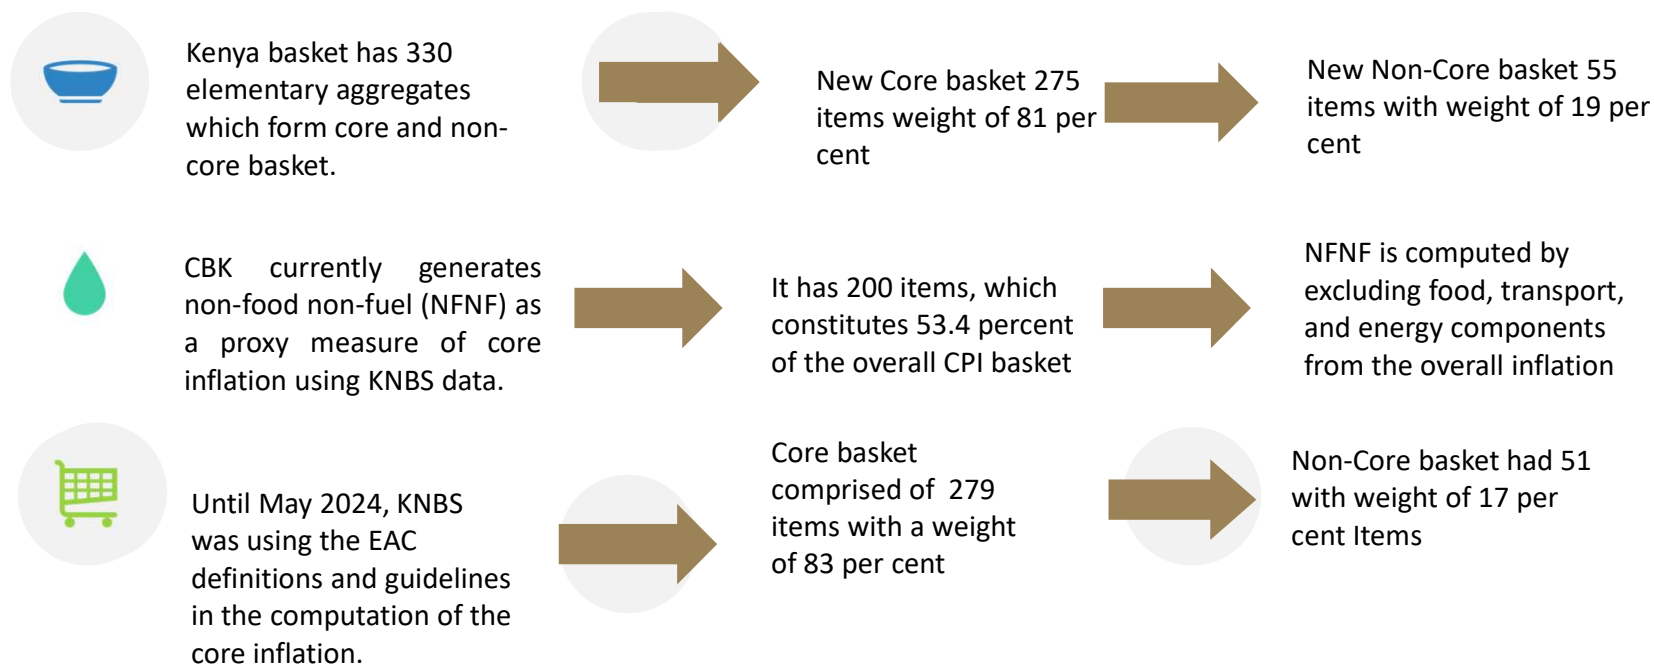 Kenya basket has 330
elementary aggregates
which form core and non-
core basket.
New Core basket 275
items weight of 81 per
cent
New Non-Core basket 55
items with weight of 19 per
cent
CBK currently generates
non-food non-fuel (NFNF) as
a proxy measure of core
inflation using KNBS data.
It has 200 items, which
constitutes 53.4 percent
of the overall CPI basket
NFNF is computed by
excluding food, transport,
and energy components
from the overall inflation
Until May 2024, KNBS
was using the EAC
definitions and guidelines
in the computation of the
core inflation.
Core basket
comprised of 279
items with a weight
of 83 per cent
Non-Core basket had 51
with weight of 17 per
cent Items